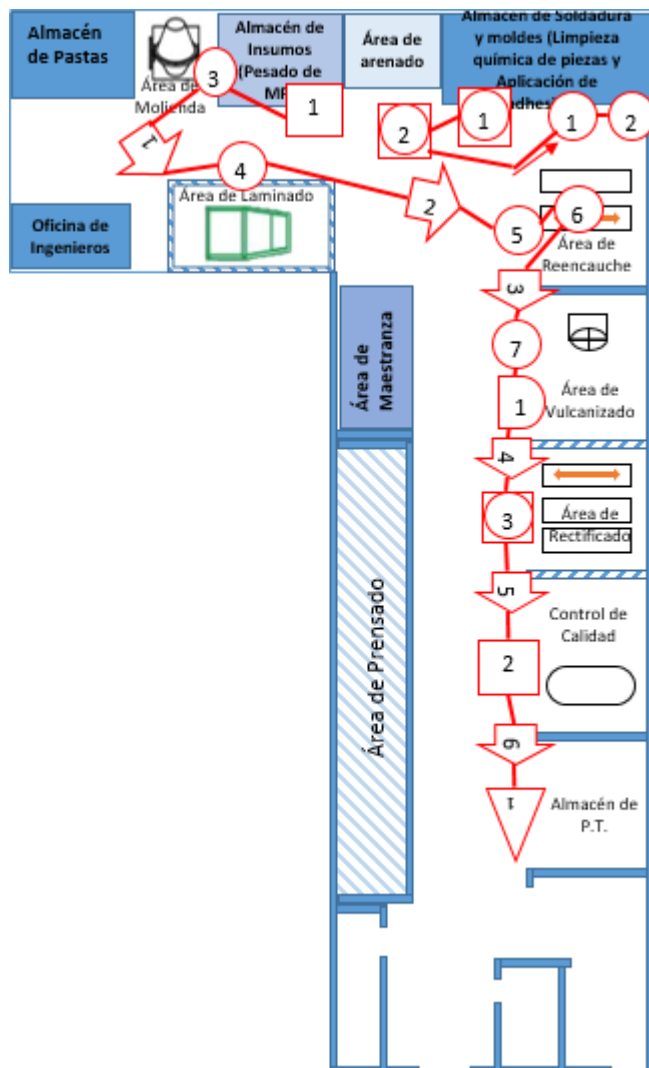 Almacén
de Pastas
Área de
Molienda
Almacén de
Insumos
(Pesado de
Área de
arenado
Almacén de Soldadura
y moldes (Limpieza
química de piezas y
Aplicación de
3
1
2
1
1
2
1
4
2
5
6
Área de Laminado
Oficina de
Ingenieros
Área de
Reencauche
3
7
Área de
Maestranza
1
Área de
Vulcanizado
4
3
Área de
Rectificado
5
Área de Prensado
2
Control de
Calidad
6
1
Almacén de
P.T.